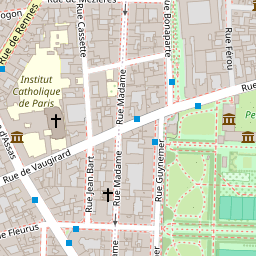 Rue de Mézières
Rue Cassette
Rue de Rennes
Rue Madame
Rue Bonaparte
Rue Férou
Institut
Catholique
de Paris
Rue
Pe
d'Assas
Rue de Vaugirard
Rue Guynemer
Rue Jean Bart
Rue Madame
Rue Fleurus